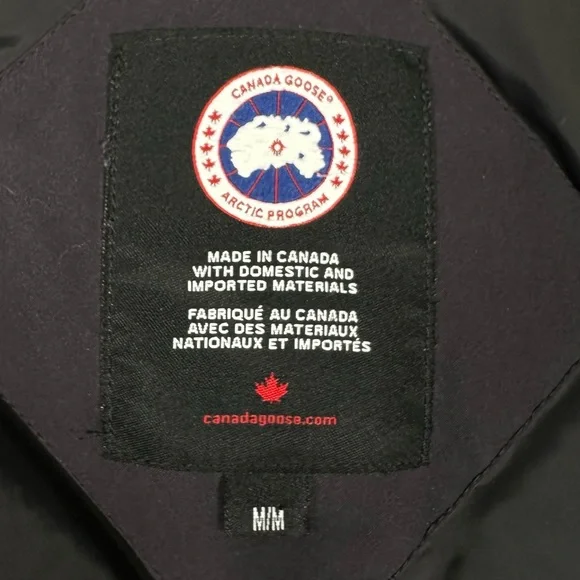 CANADA GOOSE®
ARCTIC PROGRAM
MADE IN CANADA
WITH DOMESTIC AND
IMPORTED MATERIALS
FABRIQUÉ AU CANADA
AVEC DES MATERIAUX
NATIONAUX ET IMPORTÉS
canadagoose.com
M/M